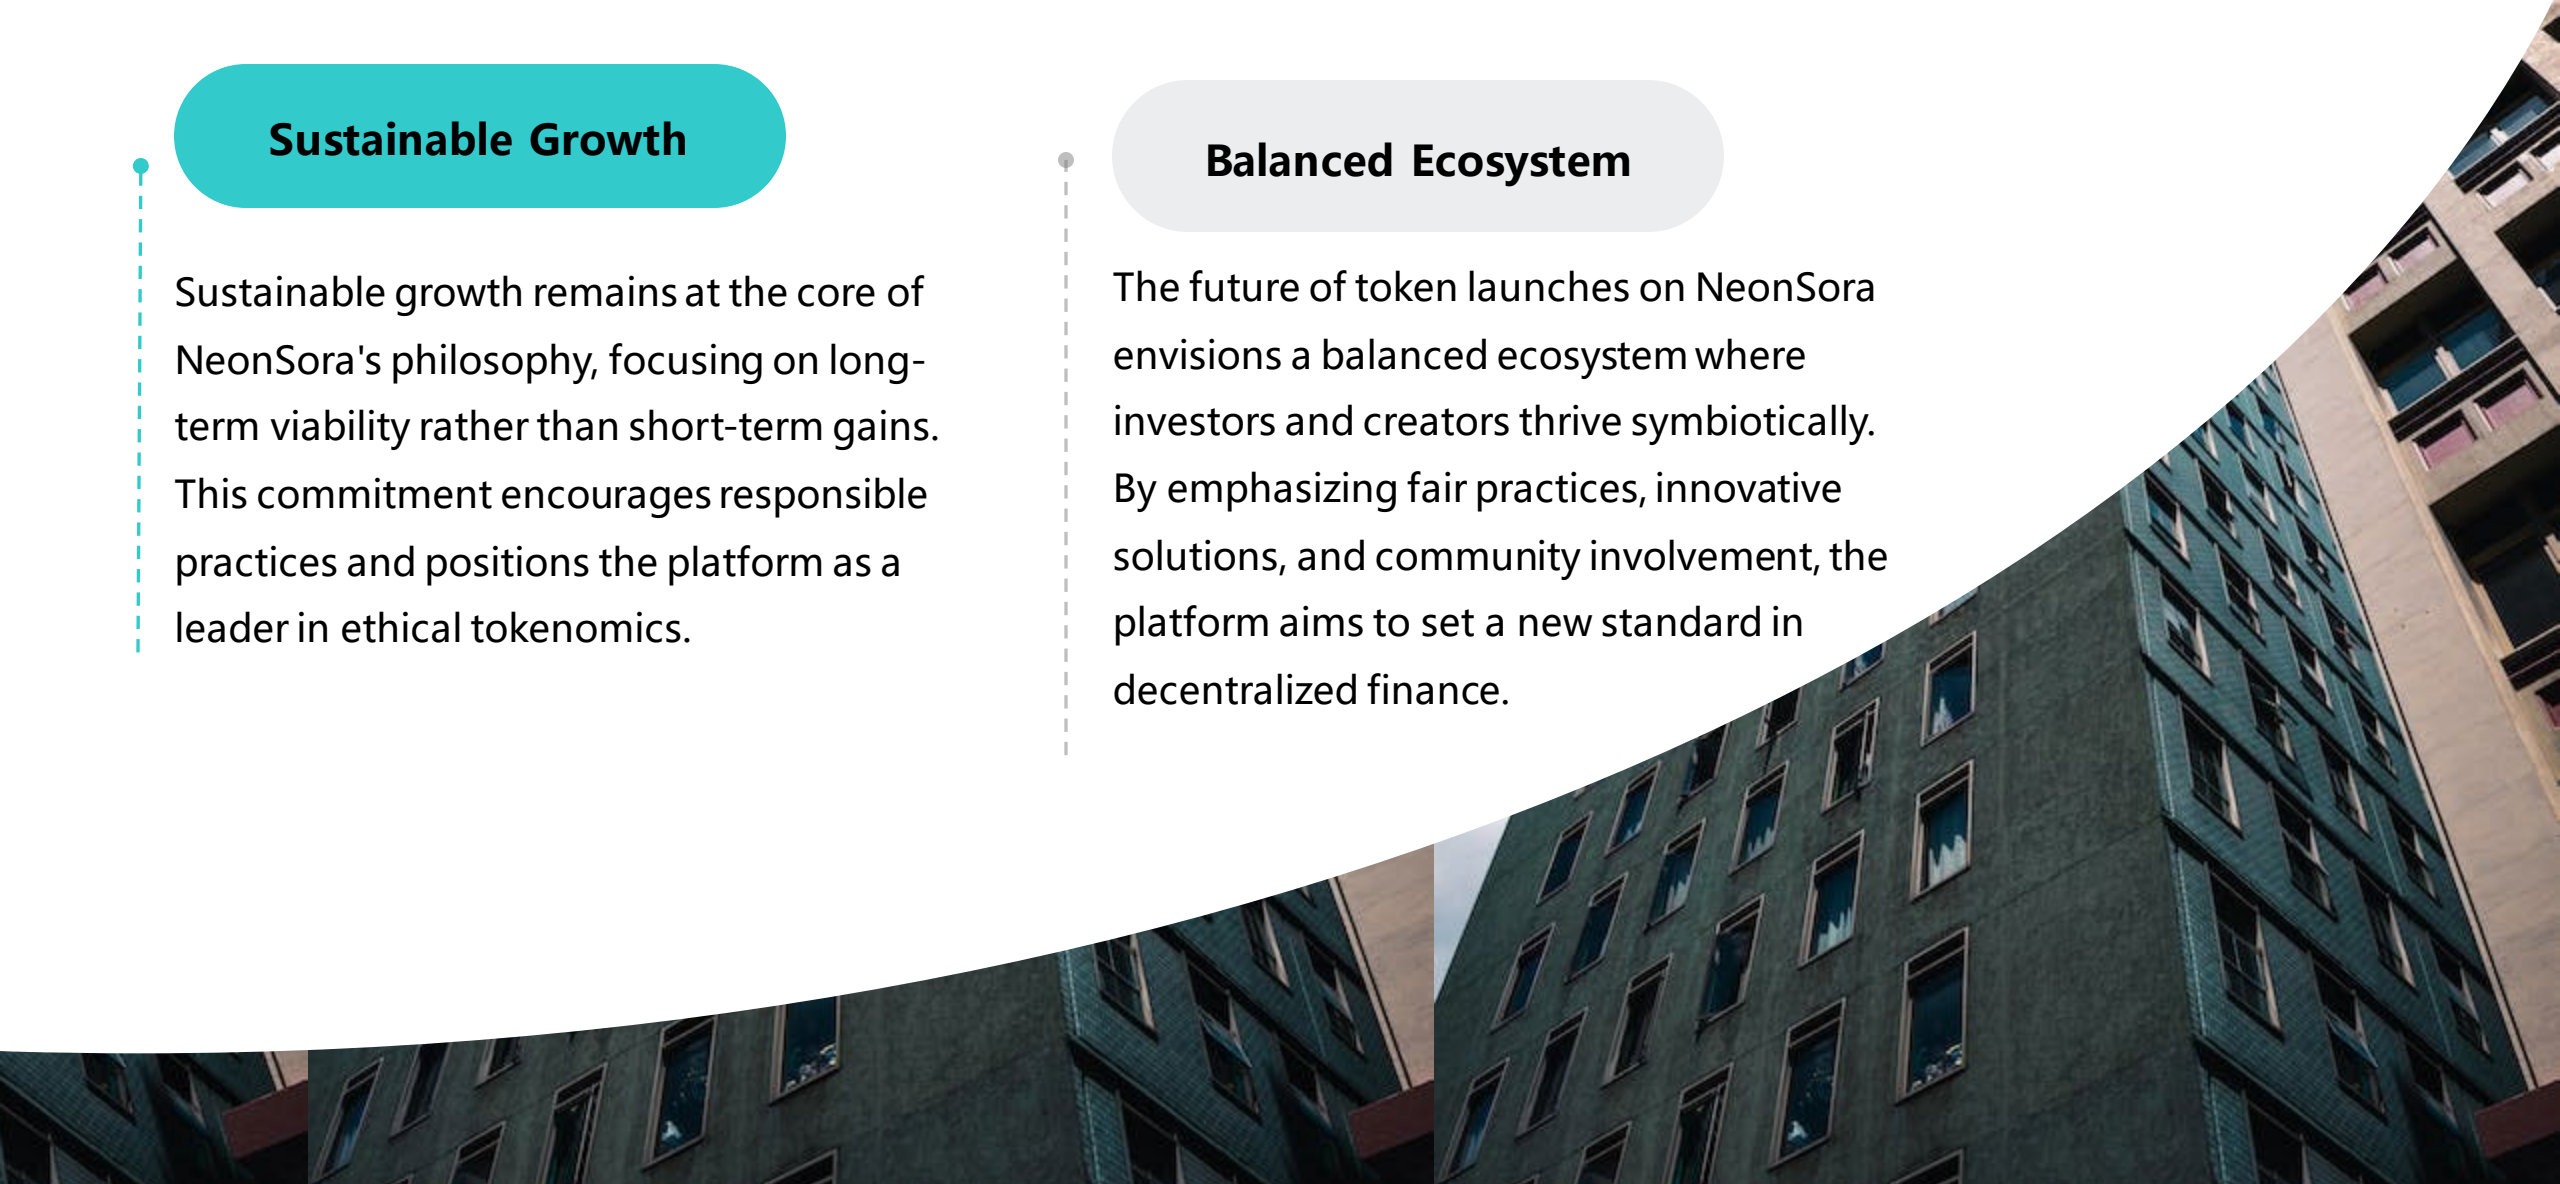 Sustainable Growth
Sustainable growth remains at the core of
NeonSora's philosophy, focusing on long-
term viability rather than short-term gains.
This commitment encourages responsible
practices and positions the platform as a
leader in ethical tokenomics.
Balanced Ecosystem
The future of token launches on NeonSora
envisions a balanced ecosystem where
investors and creators thrive symbiotically.
By emphasizing fair practices, innovative
solutions, and community involvement, the
platform aims to set a new standard in
decentralized finance.